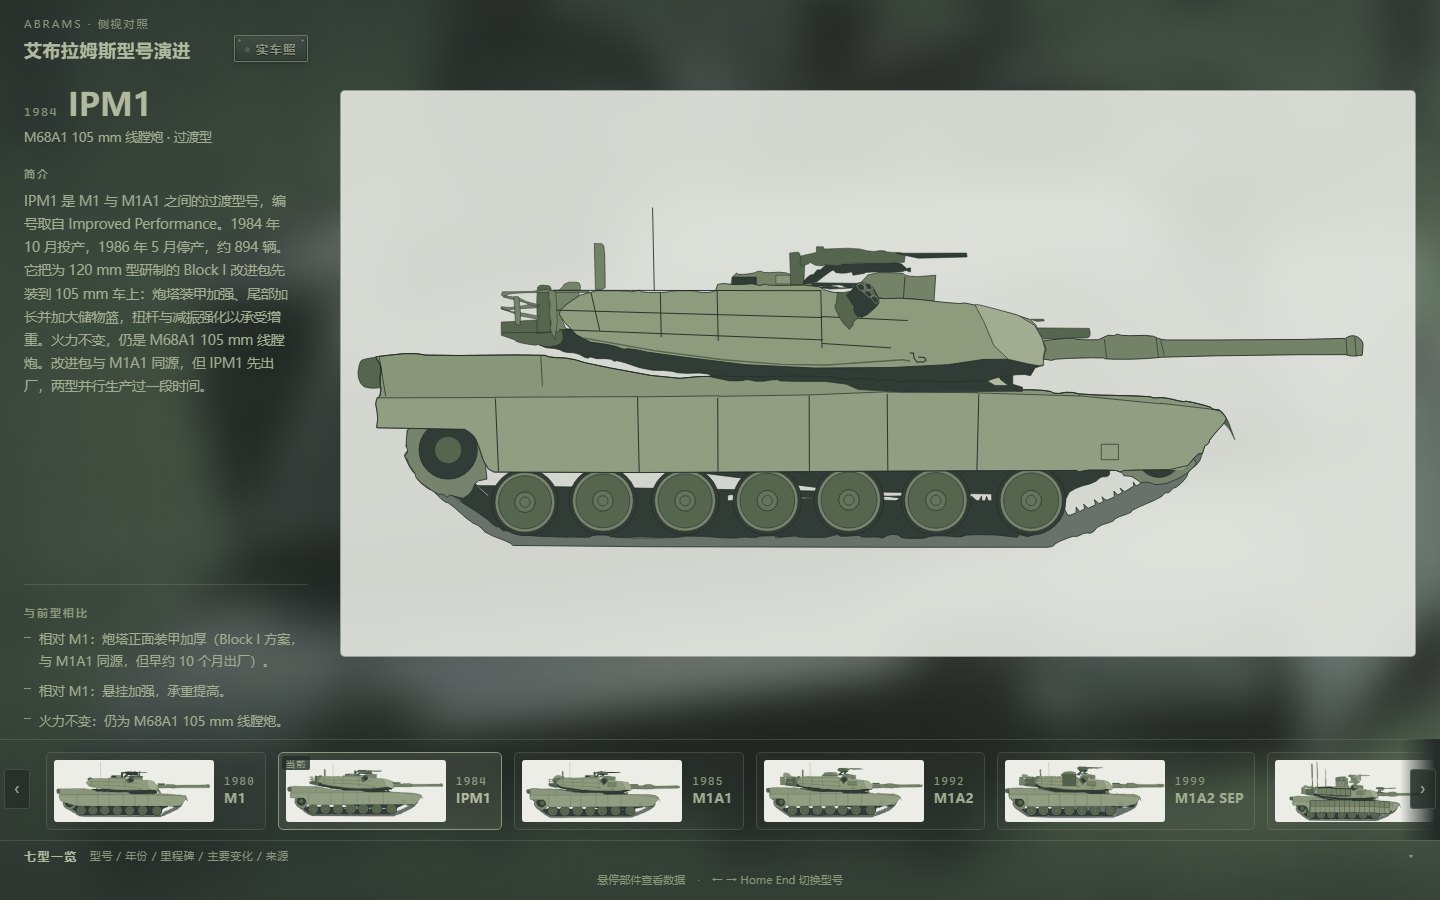 ABRAMS · 侧视对照
艾布拉姆斯型号演进
实车照
1984 IPM1
M68A1 105 mm 线膛炮 · 过渡型
简介
IPM1 是 M1 与 M1A1 之间的过渡型号，编
号取自 Improved Performance。1984 年
10 月投产，1986 年 5 月停产，约 894 辆。
它把为 120 mm 型研制的 Block I 改进包先
装到 105 mm 车上：炮塔装甲加强、尾部加
长并加大储物篮，扭杆与减振强化以承受增
重。火力不变，仍是 M68A1 105 mm 线膛
炮。改进包与 M1A1 同源，但 IPM1 先出
厂，两型并行生产过一段时间。
与前型相比
– 相对 M1：炮塔正面装甲加厚（Block I 方案，
与 M1A1 同源，但早约 10 个月出厂）。
– 相对 M1：悬挂加强，承重提高。
– 火力不变：仍为 M68A1 105 mm 线膛炮。
‹
1980
M1
当前
1984
IPM1
1985
M1A1
1992
M1A2
1999
M1A2 SEP
›
七型一览 型号 / 年份 / 里程碑 / 主要变化 / 来源
悬停部件查看数据 · ←→ Home End 切换型号